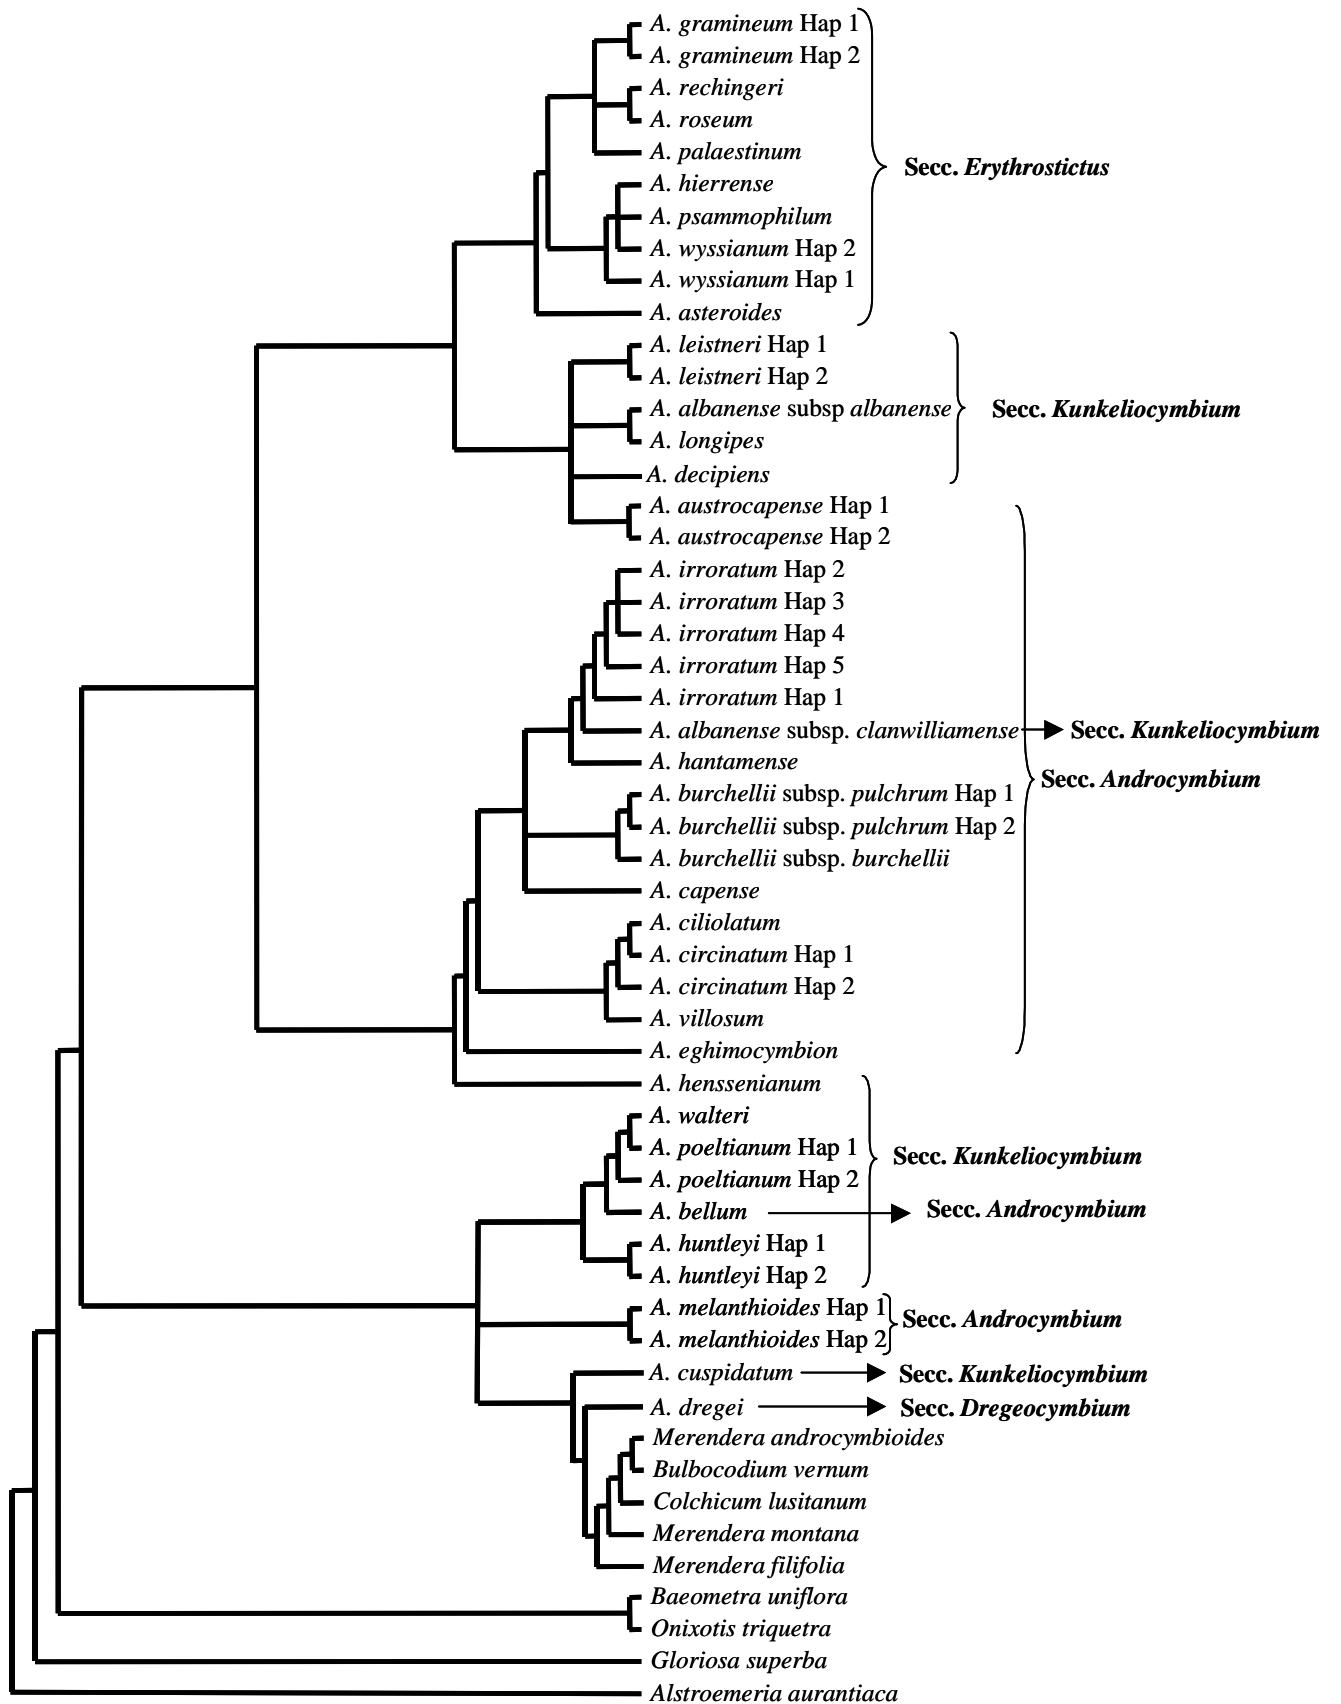 A. gramineum Hap 1
A. gramineum Hap 2
A. rechingeri
A. roseum
A. palaestinum
Secc. Erythrostictus
A. hierrense
A. psammophilum
A. wyssianum Hap 2
A. wyssianum Hap 1
A. asteroides
A. leistneri Hap 1
A. leistneri Hap 2
A. albanense subsp albanense
Secc. Kunkeliocymbium
A. longipes
A. decipiens
A. austrocapense Hap 1
A. austrocapense Hap 2
A. irroratum Hap 2
A. irroratum Hap 3
A. irroratum Hap 4
A. irroratum Hap 5
A. irroratum Hap 1
A. albanense subsp. clanwilliamense
Secc. Kunkeliocymbium
A. hantamense
Secc. Androcymbium
A. burchellii subsp. pulchrum Hap 1
A. burchellii subsp. pulchrum Hap 2
A. burchellii subsp. burchellii
A. capense
A. ciliolatum
A. circinatum Hap 1
A. circinatum Hap 2
A. villosum
A. eghimocymbion
A. henssenianum
A. walteri
A. poeltianum Hap 1
Secc. Kunkeliocymbium
A. poeltianum Hap 2
A. bellum
Secc. Androcymbium
A. huntleyi Hap 1
A. huntleyi Hap 2
A. melanthioides Hap 1
Secc. Androcymbium
A. melanthioides Hap 2
A. cuspidatum
Secc. Kunkeliocymbium
A. dregei
Secc. Dregeocymbium
Merendera androcymbioides
Bulbocodium vernum
Colchicum lusitanum
Merendera montana
Merendera filifolia
Baeometra uniflora
Onixotis triquetra
Gloriosa superba
Alstroemeria aurantiaca